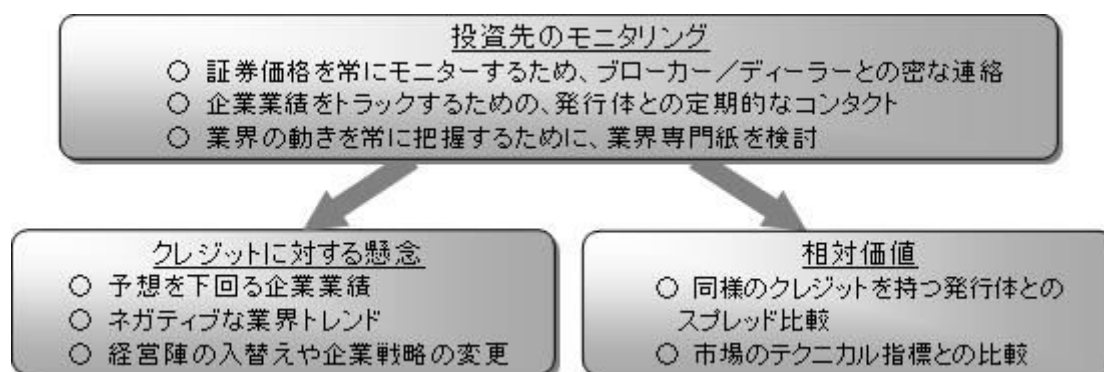 投資先のモニタリング
○ 証券価格を常にモニターするため、ブローカー／ディーラーとの密な連絡
○ 企業業績をトラックするための、発行体との定期的なコンタクト
○ 業界の動きを常に把握するために、業界専門紙を検討
クレジットに対する懸念
○ 予想を下回る企業業績
○ ネガティブな業界トレンド
○ 経営陣の入替えや企業戦略の変更
相対価値
○ 同様のクレジットを持つ発行体との
スプレッド比較
○ 市場のテクニカル指標との比較